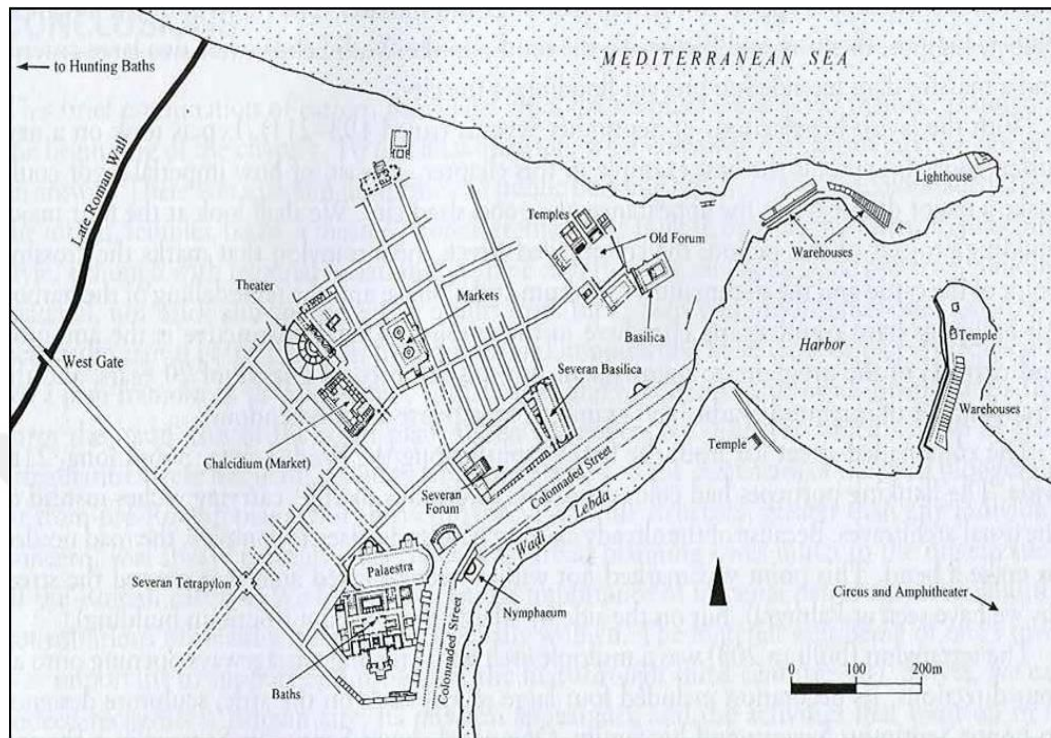 MEDITERRANEAN SEA
to Hunting Baths
Late Roman Wall
Lighthouse
Temples
Old Forum
Warehouses
Theater
Markets
Basilica
Harbor
Temple
West Gate
Severan Basilica
Warehouses
Chalcidium (Market)
Temple
Severan
Forum
Colonnaded Street
Wadi Lebda
Palaestra
Severan Tetrapylon
Nymphaeum
Circus and Amphitheater
Baths
Colonnaded Street
0 100 200m